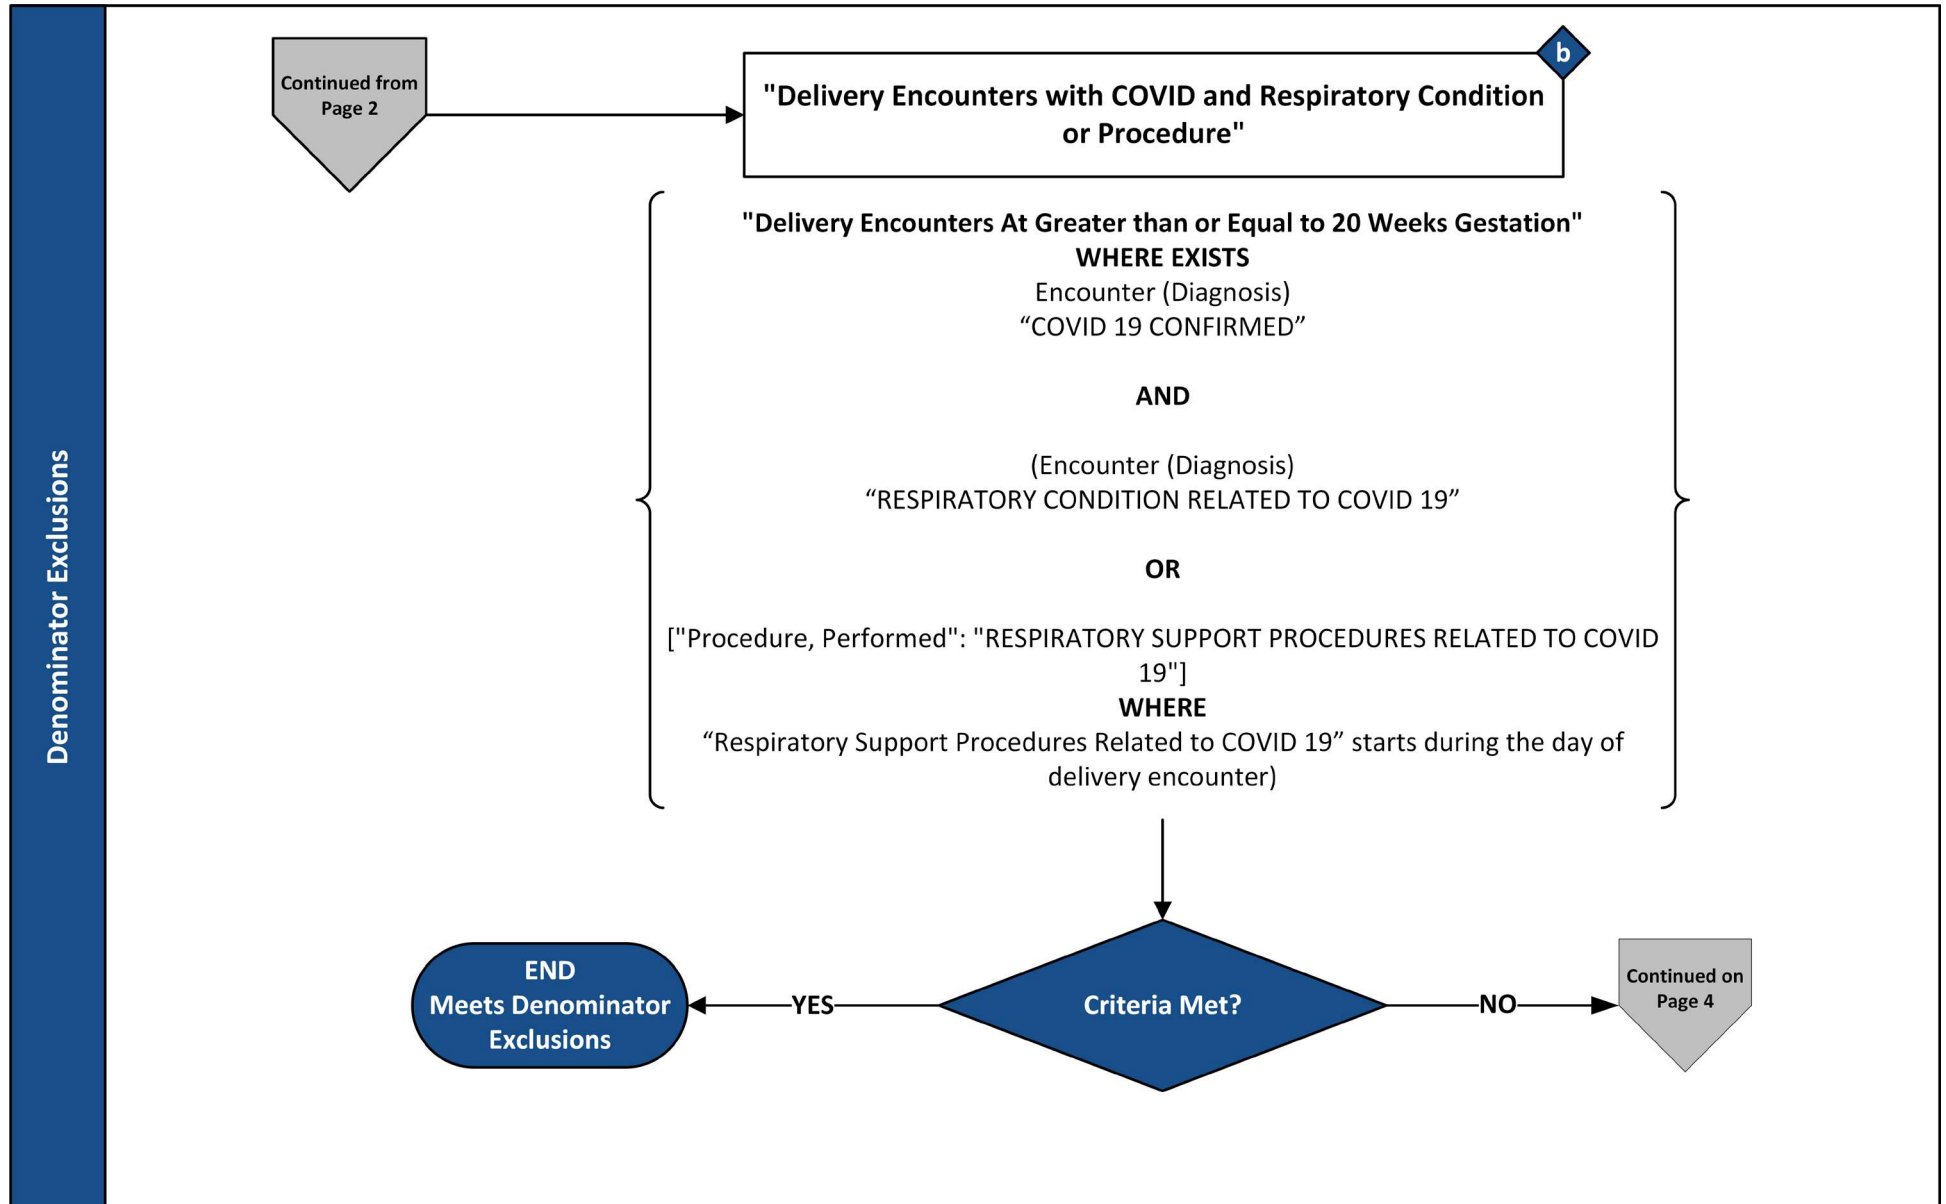 Denominator Exclusions
Continued from
Page 2
b
"Delivery Encounters with COVID and Respiratory Condition
or Procedure"
"Delivery Encounters At Greater than or Equal to 20 Weeks Gestation"
WHERE EXISTS
Encounter (Diagnosis)
“COVID 19 CONFIRMED”
AND
(Encounter (Diagnosis)
“RESPIRATORY CONDITION RELATED TO COVID 19”
OR
["Procedure, Performed": "RESPIRATORY SUPPORT PROCEDURES RELATED TO COVID
19"]
WHERE
“Respiratory Support Procedures Related to COVID 19” starts during the day of
delivery encounter)
END
Meets Denominator
Exclusions
YES
Criteria Met?
NO
Continued on
Page 4